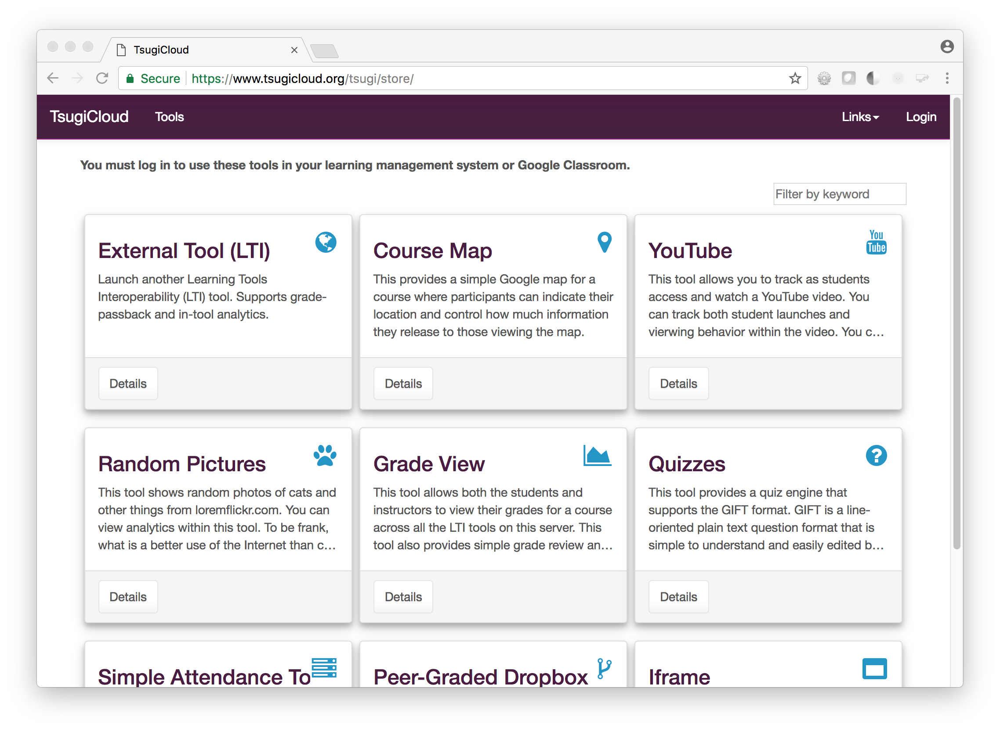 TsugiCloud
Secure https://www.tsugicloud.org/tsugi/store/
TsugiCloud Tools Links Login
You must log in to use these tools in your learning management system or Google Classroom.
Filter by keyword
External Tool (LTI)
Launch another Learning Tools
Interoperability (LTI) tool. Supports grade-
passback and in-tool analytics.
Details
Course Map
This provides a simple Google map for a
course where participants can indicate their
location and control how much information
they release to those viewing the map.
Details
YouTube
You
Tube
This tool allows you to track as students
access and watch a YouTube video. You
can track both student launches and
vierwing behavior within the video. You c...
Details
Random Pictures
This tool shows random photos of cats and
other things from loremflickr.com. You can
view analytics within this tool. To be frank,
what is a better use of the Internet than c...
Details
Grade View
This tool allows both the students and
instructors to view their grades for a course
across all the LTI tools on this server. This
tool also provides simple grade review an...
Details
Quizzes
?
This tool provides a quiz engine that
supports the GIFT format. GIFT is a line-
oriented plain text question format that is
simple to understand and easily edited b...
Details
Simple Attendance To
Peer-Graded Dropbox
Iframe